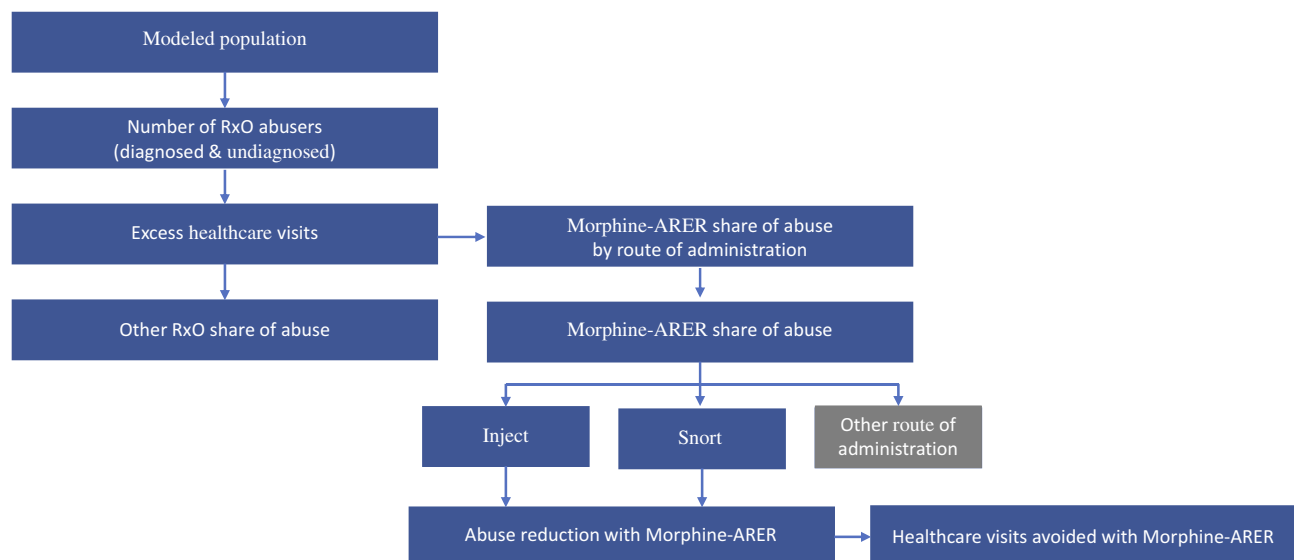 Modeled population
Number of RxO abusers
(diagnosed & undiagnosed)
Excess healthcare visits
Morphine-ARER share of abuse
by route of administration
Other RxO share of abuse
Morphine-ARER share of abuse
Inject
Snort
Other route of
administration
Abuse reduction with Morphine-ARER
Healthcare visits avoided with Morphine-ARER